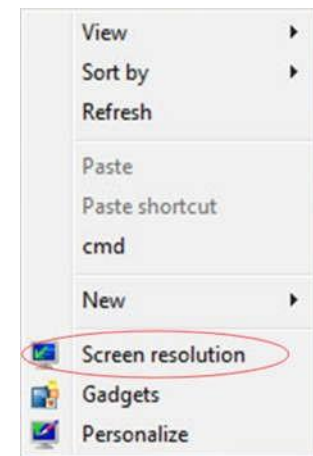 View
Sort by
Refresh
Paste
Paste shortcut
cmd
New
Screen resolution
Gadgets
Personalize